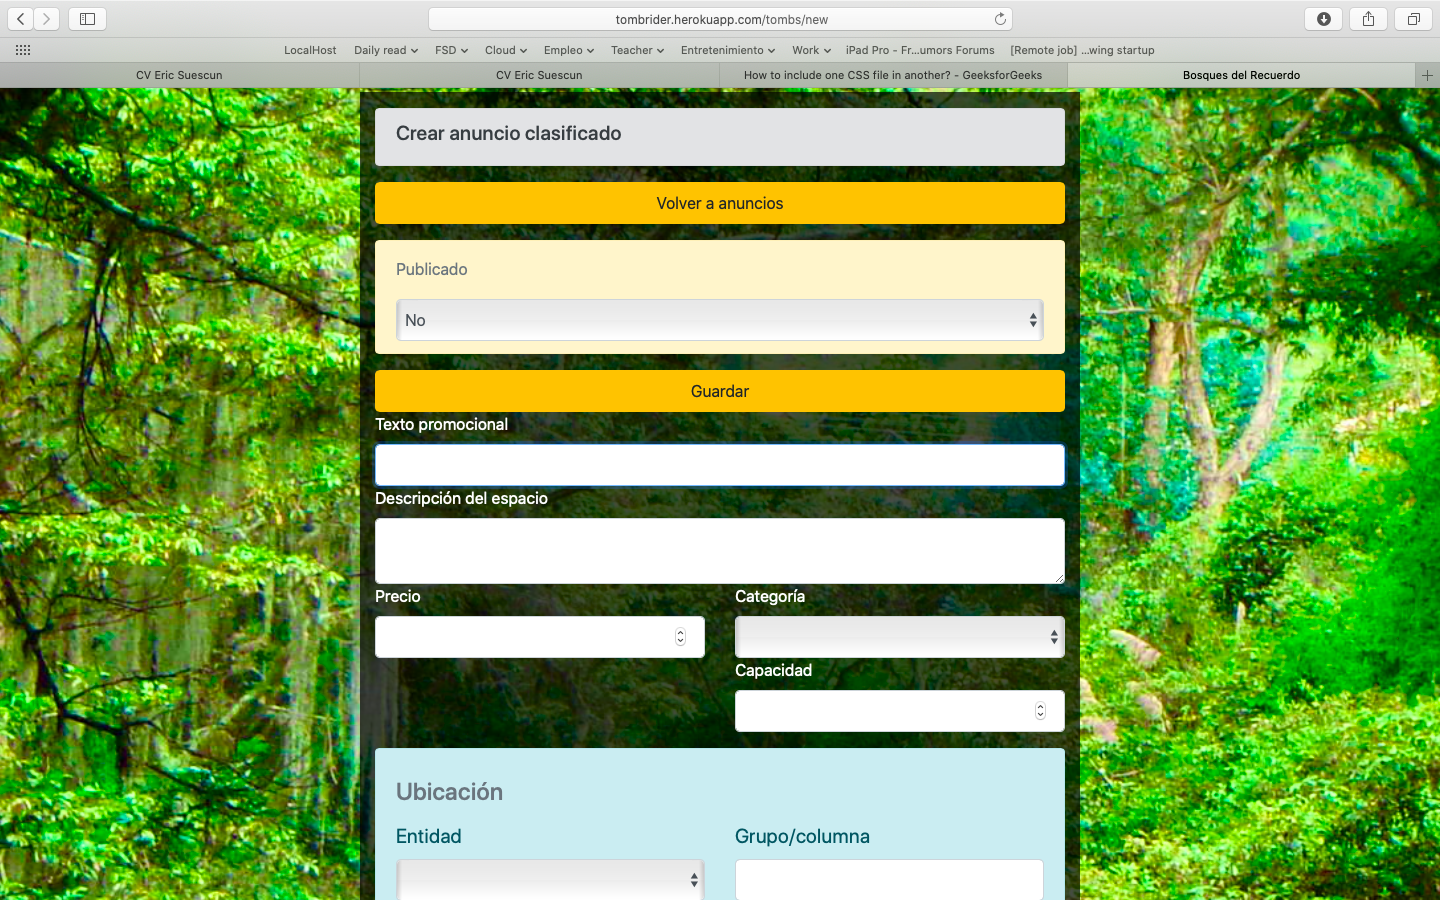 tombrider.herokuapp.com/tombs/new
LocalHost Daily read FSD Cloud Empleo Teacher Entretenimiento Work iPad Pro - Fr...umors Forums [Remote job] ...wing startup
CV Eric Suescun CV Eric Suescun How to include one CSS file in another? - GeeksforGeeks Bosques del Recuerdo
Crear anuncio clasificado
Volver a anuncios
Publicado
No
Guardar
Texto promocional
Descripción del espacio
Precio Categoría
Capacidad
Ubicación
Entidad Grupo/columna